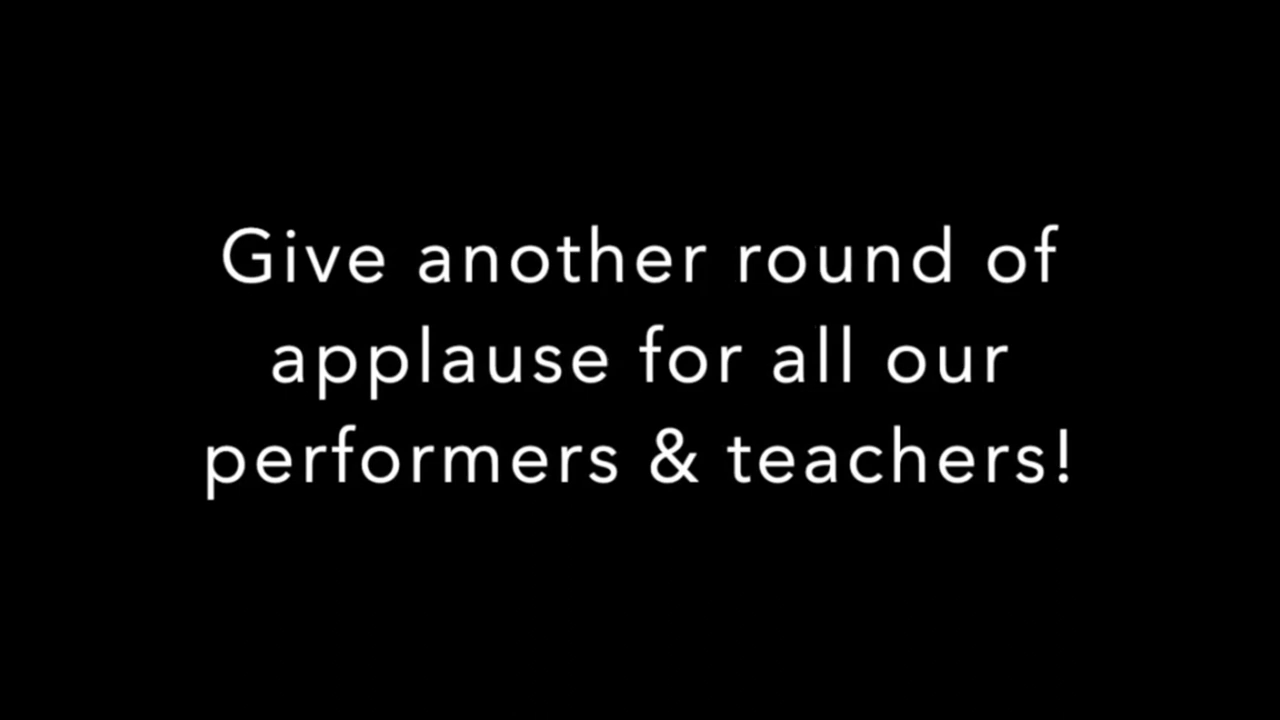 Give another round of
applause for all our
performers & teachers!